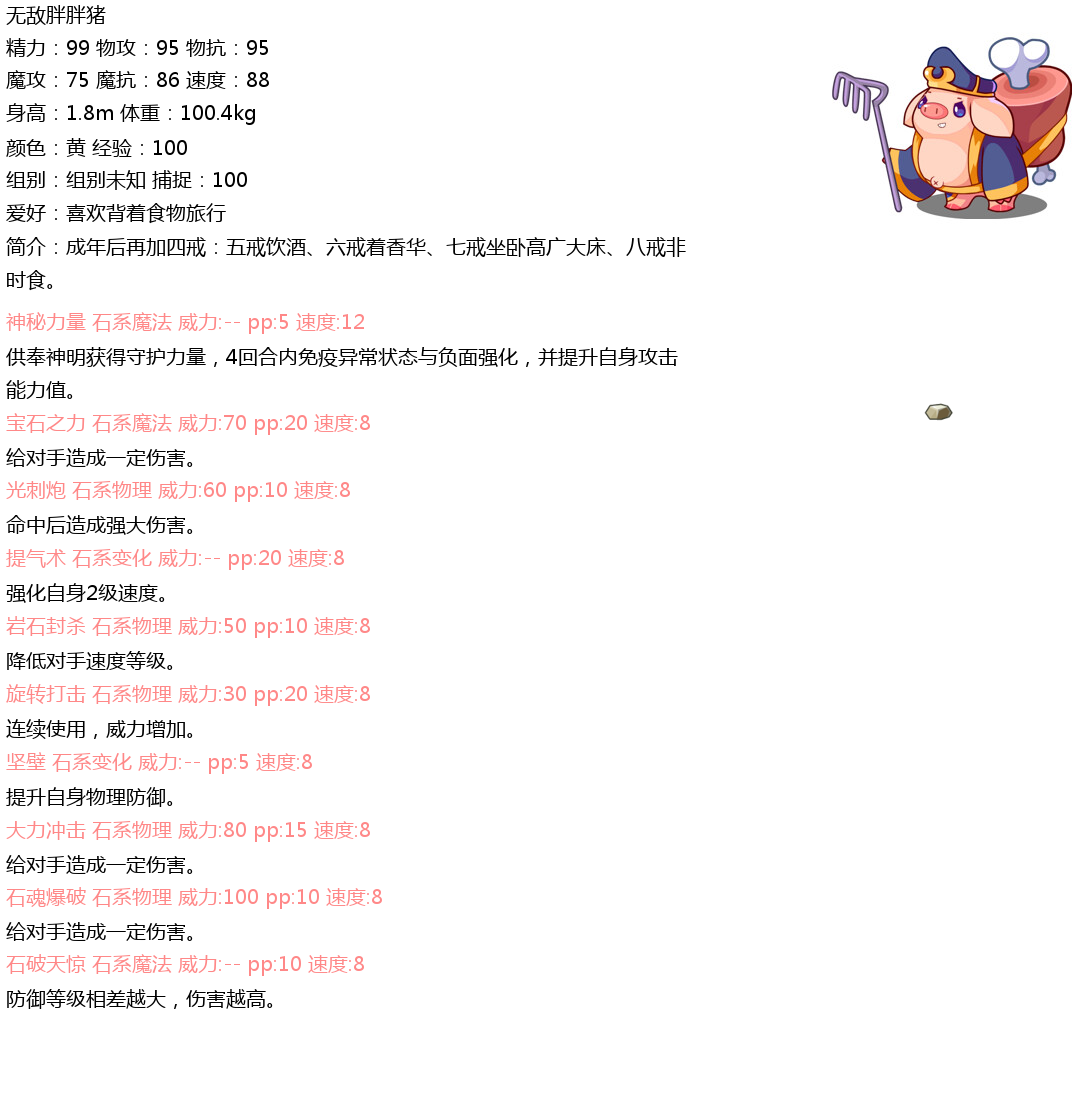 无敌胖胖猪
精力：99 物攻：95 物抗：95
魔攻：75 魔抗：86 速度：88
身高：1.8m 体重：100.4kg
颜色：黄 经验：100
组别：组别未知 捕捉：100
爱好：喜欢背着食物旅行
简介：成年后再加四戒：五戒饮酒、六戒着香华、七戒坐卧高广大床、八戒非
时食。
神秘力量 石系魔法 威力:-- pp:5 速度:12
供奉神明获得守护力量，4回合内免疫异常状态与负面强化，并提升自身攻击
能力值。
宝石之力 石系魔法 威力:70 pp:20 速度:8
给对手造成一定伤害。
光刺炮 石系物理 威力:60 pp:10 速度:8
命中后造成强大伤害。
提气术 石系变化 威力:-- pp:20 速度:8
强化自身2级速度。
岩石封杀 石系物理 威力:50 pp:10 速度:8
降低对手速度等级。
旋转打击 石系物理 威力:30 pp:20 速度:8
连续使用，威力增加。
坚壁 石系变化 威力:-- pp:5 速度:8
提升自身物理防御。
大力冲击 石系物理 威力:80 pp:15 速度:8
给对手造成一定伤害。
石魂爆破 石系物理 威力:100 pp:10 速度:8
给对手造成一定伤害。
石破天惊 石系魔法 威力:-- pp:10 速度:8
防御等级相差越大，伤害越高。